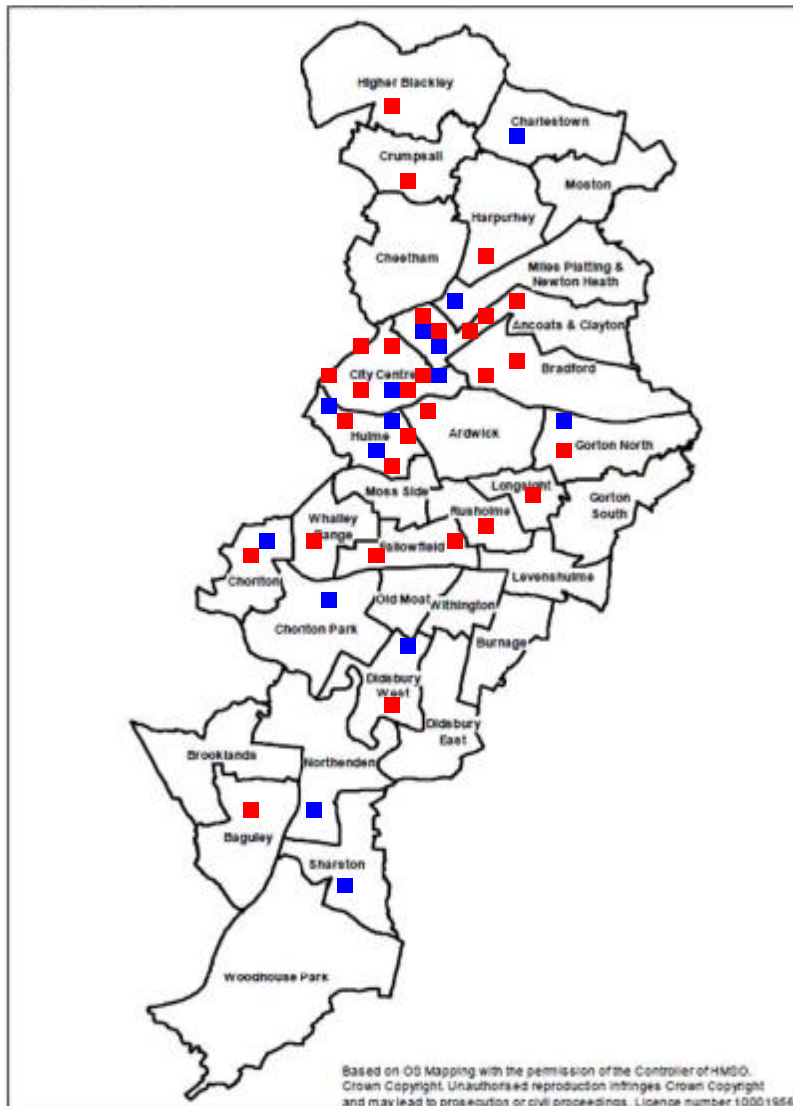 Higher Blackley
Charlestown
Crumpsall
Moston
Harpurhey
Cheetham
Miles Platting &
Newton Heath
Ancoats & Clayton
City Centre
Bradford
Hulme
Ardwick
Gorton North
Moss Side
Longsight
Gorton
South
Whalley
Range
Rusholme
Fallowfield
Chorlton
Levenshulme
Old Moat
Withington
Chorlton Park
Burnage
Didsbury
West
Didsbury
East
Brooklands
Northenden
Baguley
Sharston
Woodhouse Park
Based on OS Mapping with the permission of the Controller of HMSO.
Crown Copyright. Unauthorised reproduction infringes Crown Copyright
and may lead to prosecution or civil proceedings. Licence number 10001956